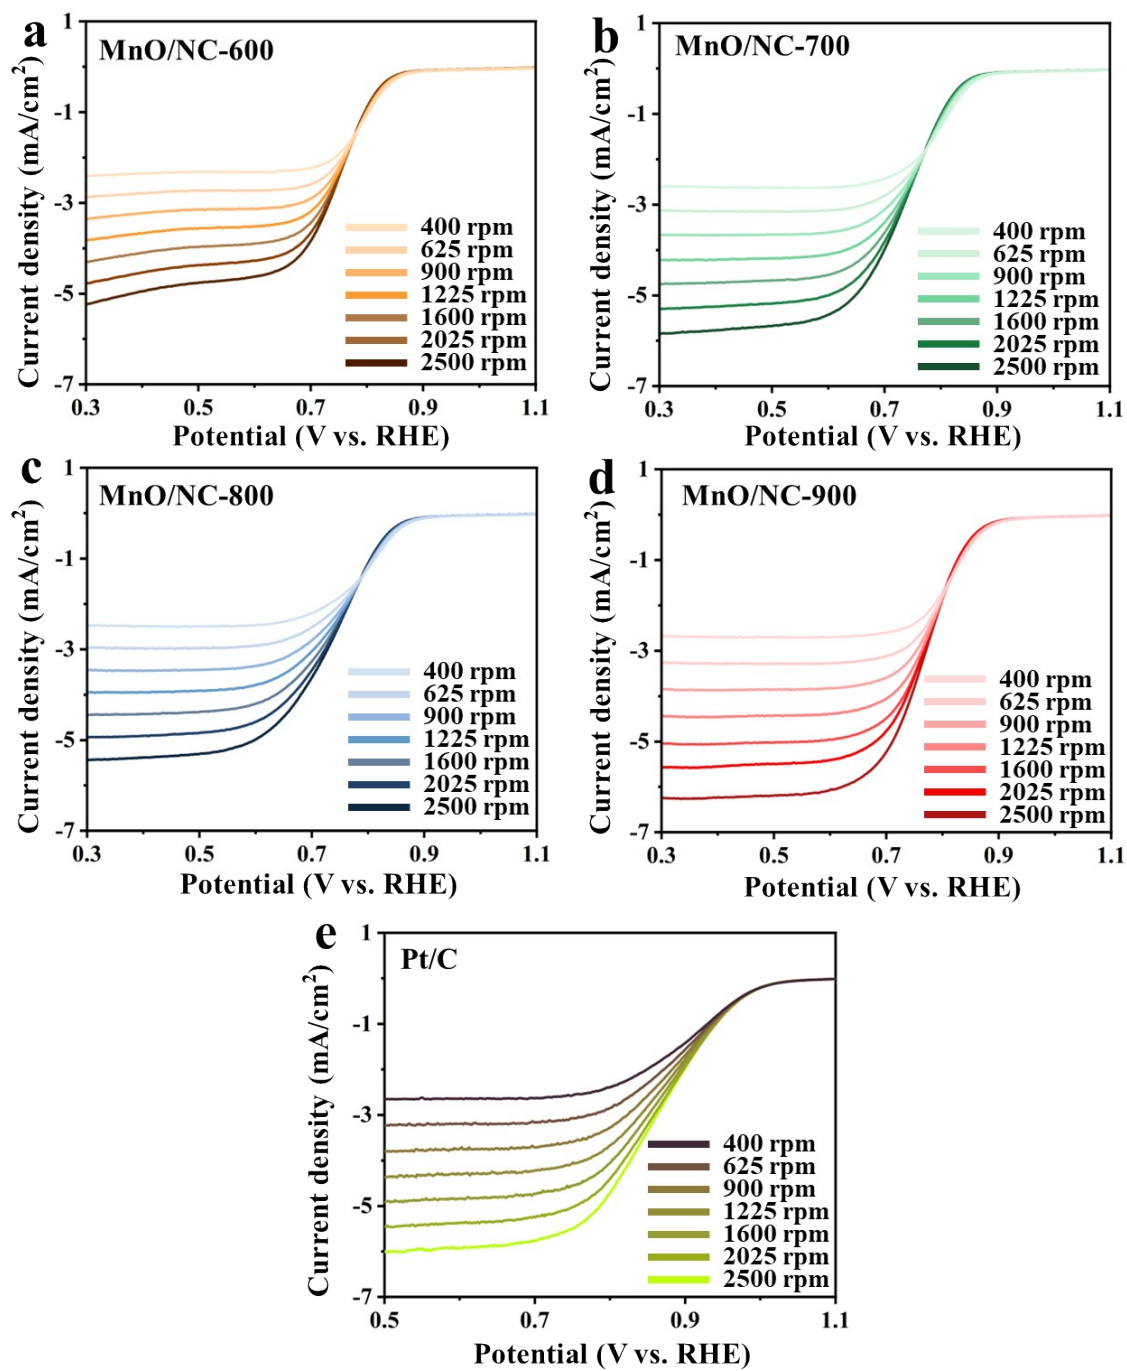 a
MnO/NC-600
Current density (mA/cm²)
1
-1
-3
-5
-7
400 rpm
625 rpm
900 rpm
1225 rpm
1600 rpm
2025 rpm
2500 rpm
0.3 0.5 0.7 0.9 1.1
Potential (V vs. RHE)
b
MnO/NC-700
Current density (mA/cm²)
1
-1
-3
-5
-7
400 rpm
625 rpm
900 rpm
1225 rpm
1600 rpm
2025 rpm
2500 rpm
0.3 0.5 0.7 0.9 1.1
Potential (V vs. RHE)
c
MnO/NC-800
Current density (mA/cm²)
1
-1
-3
-5
-7
400 rpm
625 rpm
900 rpm
1225 rpm
1600 rpm
2025 rpm
2500 rpm
0.3 0.5 0.7 0.9 1.1
Potential (V vs. RHE)
d
MnO/NC-900
Current density (mA/cm²)
1
-1
-3
-5
-7
400 rpm
625 rpm
900 rpm
1225 rpm
1600 rpm
2025 rpm
2500 rpm
0.3 0.5 0.7 0.9 1.1
Potential (V vs. RHE)
e
Pt/C
Current density (mA/cm²)
1
-1
-3
-5
-7
400 rpm
625 rpm
900 rpm
1225 rpm
1600 rpm
2025 rpm
2500 rpm
0.5 0.7 0.9 1.1
Potential (V vs. RHE)